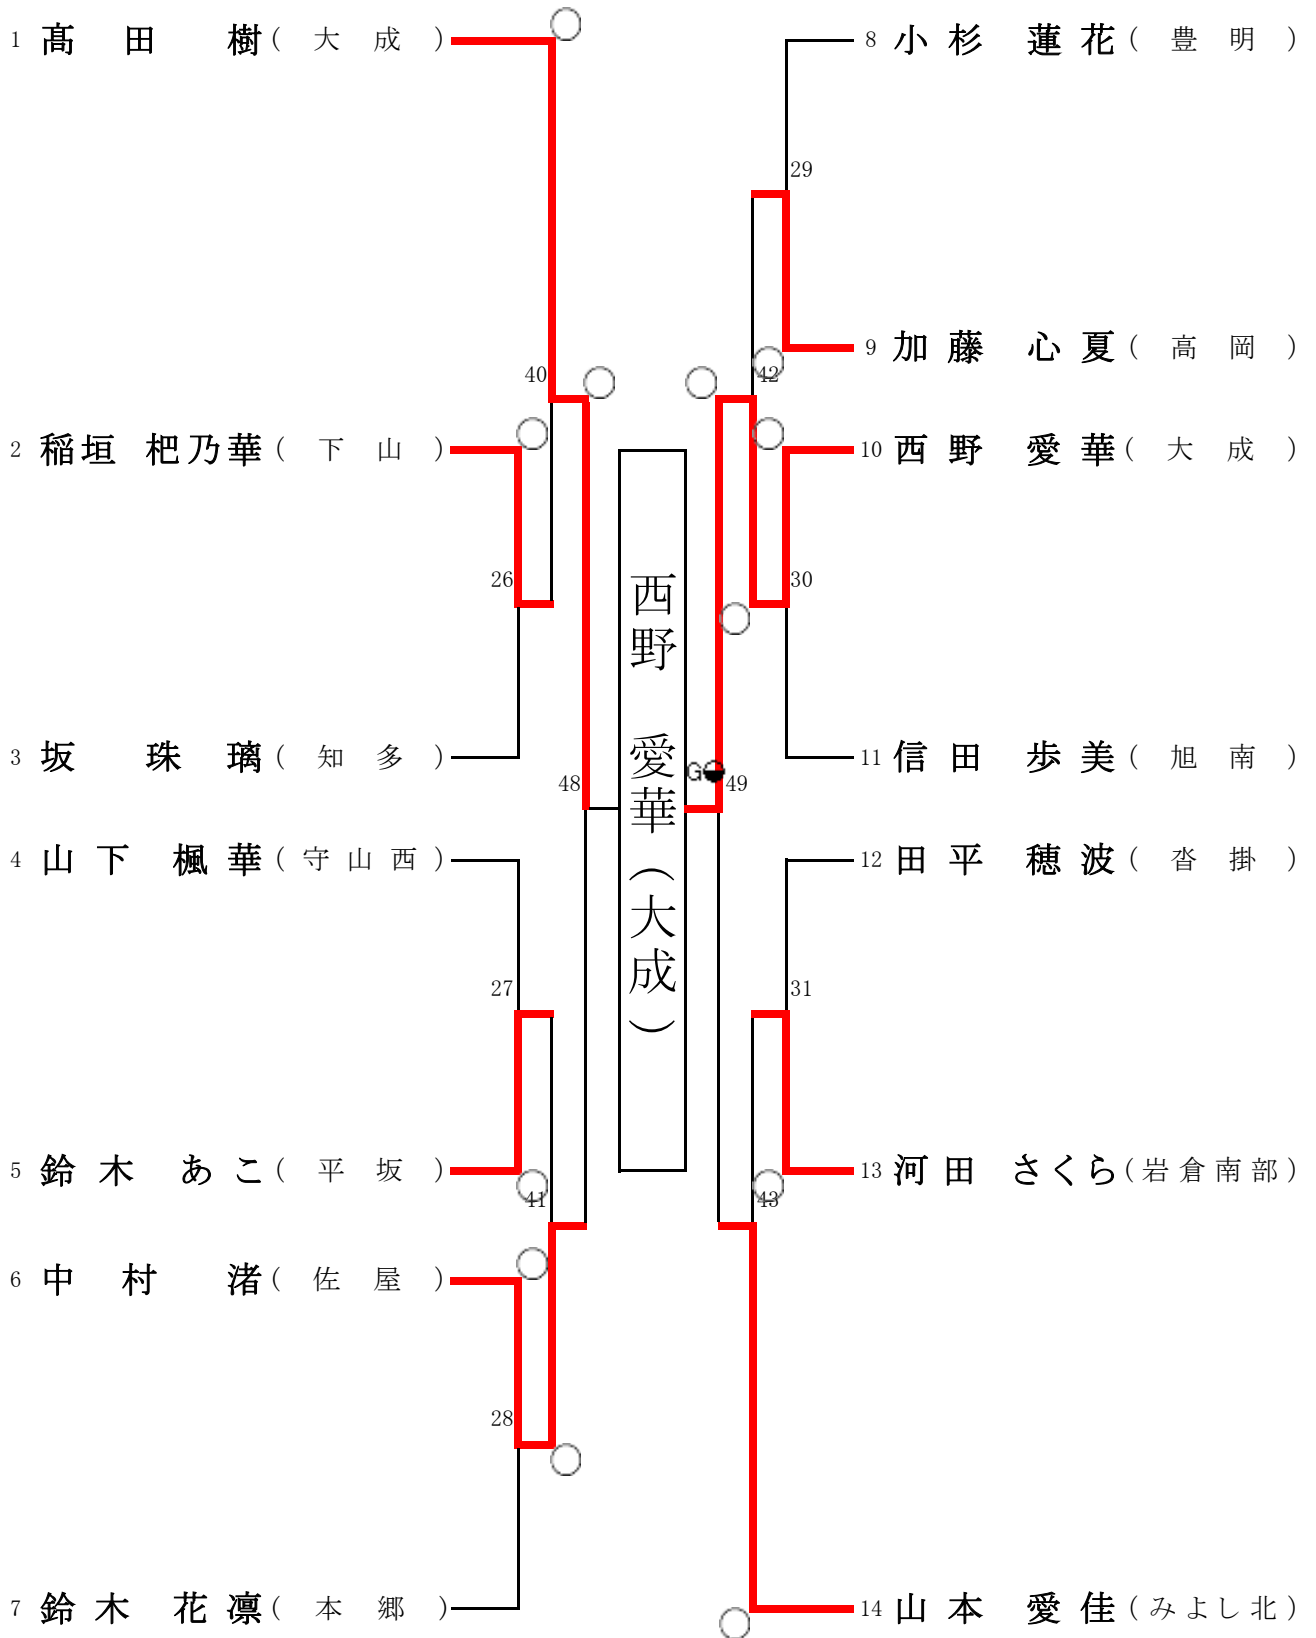 1 髙田 樹(大成)
2 稲垣 杷乃華(下山)
3 坂 珠璃(知多)
4 山下 楓華(守山西)
5 鈴木 あこ(平坂)
6 中村 渚(佐屋)
7 鈴木 花凛(本郷)
40
26
48
27
41
28
西野 愛華(大成)
G
49
29
42
30
31
43
8 小杉 蓮花(豊明)
9 加藤 心夏(高岡)
10 西野 愛華(大成)
11 信田 歩美(旭南)
12 田平 穂波(沓掛)
13 河田 さくら(岩倉南部)
14 山本 愛佳(みよし北)